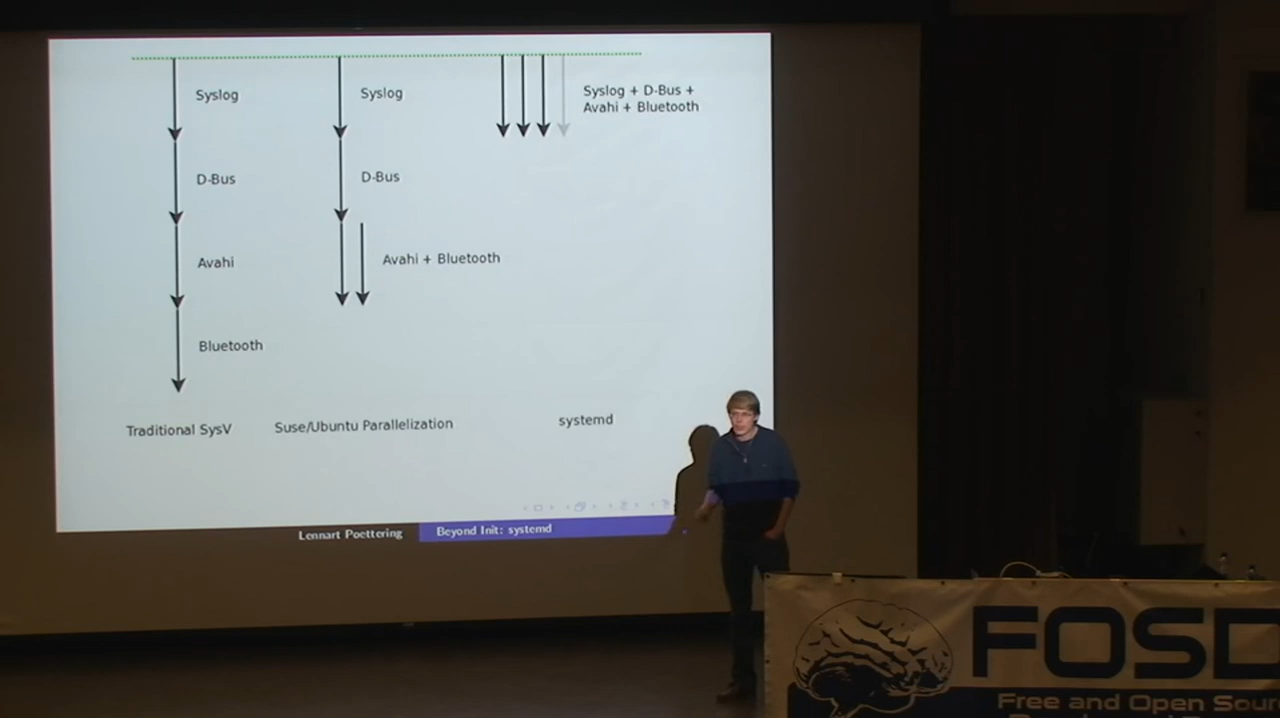 Syslog
D-Bus
Avahi
Bluetooth
Traditional SysV
Syslog
D-Bus
Avahi + Bluetooth
Suse/Ubuntu Parallelization
Syslog + D-Bus +
Avahi + Bluetooth
systemd
Lennart Poettering
Beyond Init: systemd
FOSD
Free and Open Sour